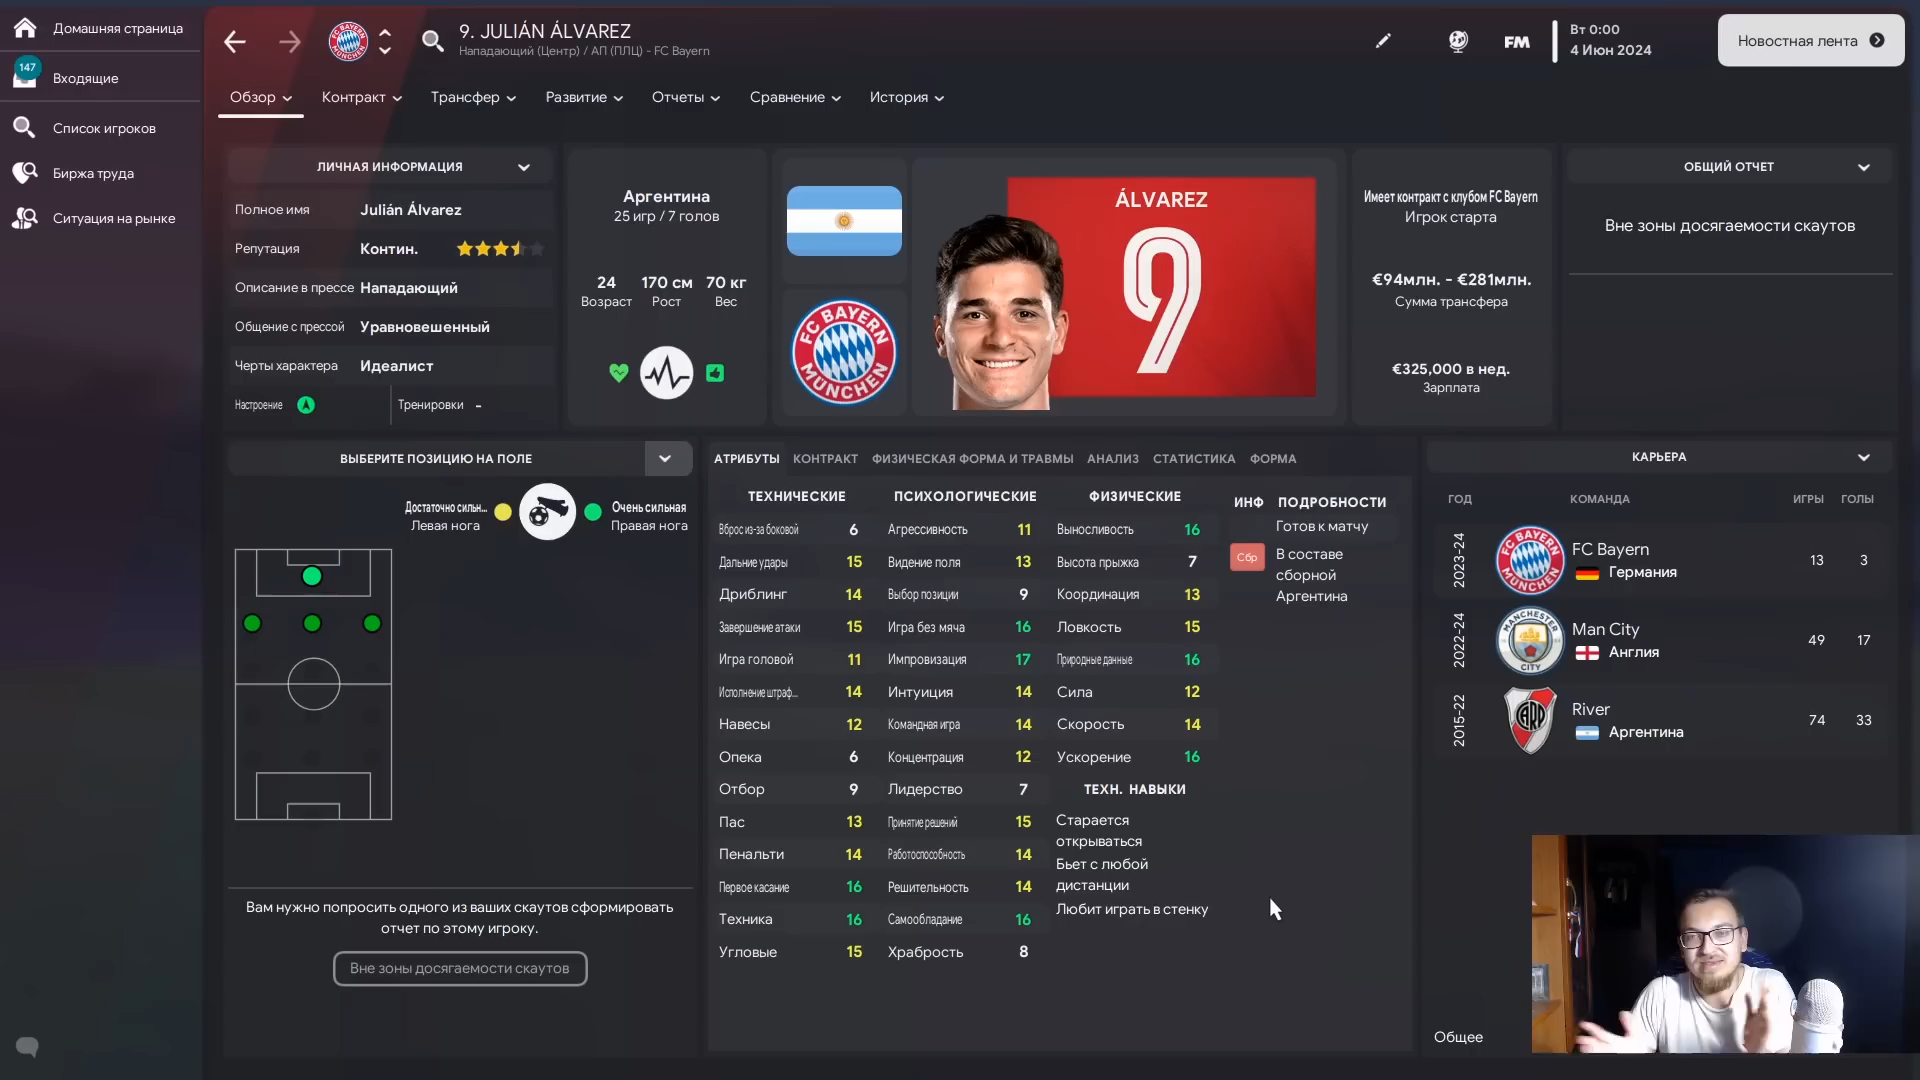 Домашняя страница
147
Входящие
Список игроков
Биржа труда
Ситуация на рынке
9. JULIÁN ÁLVAREZ
Нападающий (Центр) / АП (ПЛЦ) - FC Bayern
FM
Вт 0:00
4 Июн 2024
Новостная лента
Обзор
Контракт
Трансфер
Развитие
Отчеты
Сравнение
История
ЛИЧНАЯ ИНФОРМАЦИЯ
Полное имя Julián Álvarez
Репутация Контин.
Описание в прессе Нападающий
Общение с прессой Уравновешенный
Черты характера Идеалист
Настроение
Тренировки -
Аргентина
25 игр / 7 голов
24 170 см 70 кг
Возраст Рост Вес
FC BAYERN
MÜNCHEN
ÁLVAREZ
9
Имеет контракт с клубом FC Bayern
Игрок старта
€94млн. - €281млн.
Сумма трансфера
€325,000 в нед.
Зарплата
ОБЩИЙ ОТЧЕТ
Вне зоны досягаемости скаутов
ВЫБЕРИТЕ ПОЗИЦИЮ НА ПОЛЕ
Достаточно сильн...
Левая нога
Очень сильная
Правая нога
Вам нужно попросить одного из ваших скаутов сформировать
отчет по этому игроку.
Вне зоны досягаемости скаутов
АТРИБУТЫ КОНТРАКТ ФИЗИЧЕСКАЯ ФОРМА И ТРАВМЫ АНАЛИЗ СТАТИСТИКА ФОРМА
ТЕХНИЧЕСКИЕ
Вброс из-за боковой 6
Дальние удары 15
Дриблинг 14
Завершение атаки 15
Игра головой 11
Исполнение штраф... 14
Навесы 12
Опека 6
Отбор 9
Пас 13
Пенальти 14
Первое касание 16
Техника 16
Угловые 15
ПСИХОЛОГИЧЕСКИЕ
Агрессивность 11
Видение поля 13
Выбор позиции 9
Игра без мяча 16
Импровизация 17
Интуиция 14
Командная игра 14
Концентрация 12
Лидерство 7
Принятие решений 15
Работоспособность 14
Решительность 14
Самообладание 16
Храбрость 8
ФИЗИЧЕСКИЕ
Выносливость 16
Высота прыжка 7
Координация 13
Ловкость 15
Природные данные 16
Сила 12
Скорость 14
Ускорение 16
ТЕХН. НАВЫКИ
Старается
открываться
Бьет с любой
дистанции
Любит играть в стенку
ИНФ ПОДРОБНОСТИ
Готов к матчу
Сбр
В составе
сборной
Аргентина
КАРЬЕРА
ГОД КОМАНДА ИГРЫ ГОЛЫ
2023-24
FC BAYERN
MÜNCHEN
FC Bayern
Германия
13 3
2022-24
MANCHESTER
CITY
Man City
Англия
49 17
2015-22
CARP
River
Аргентина
74 33
Общее